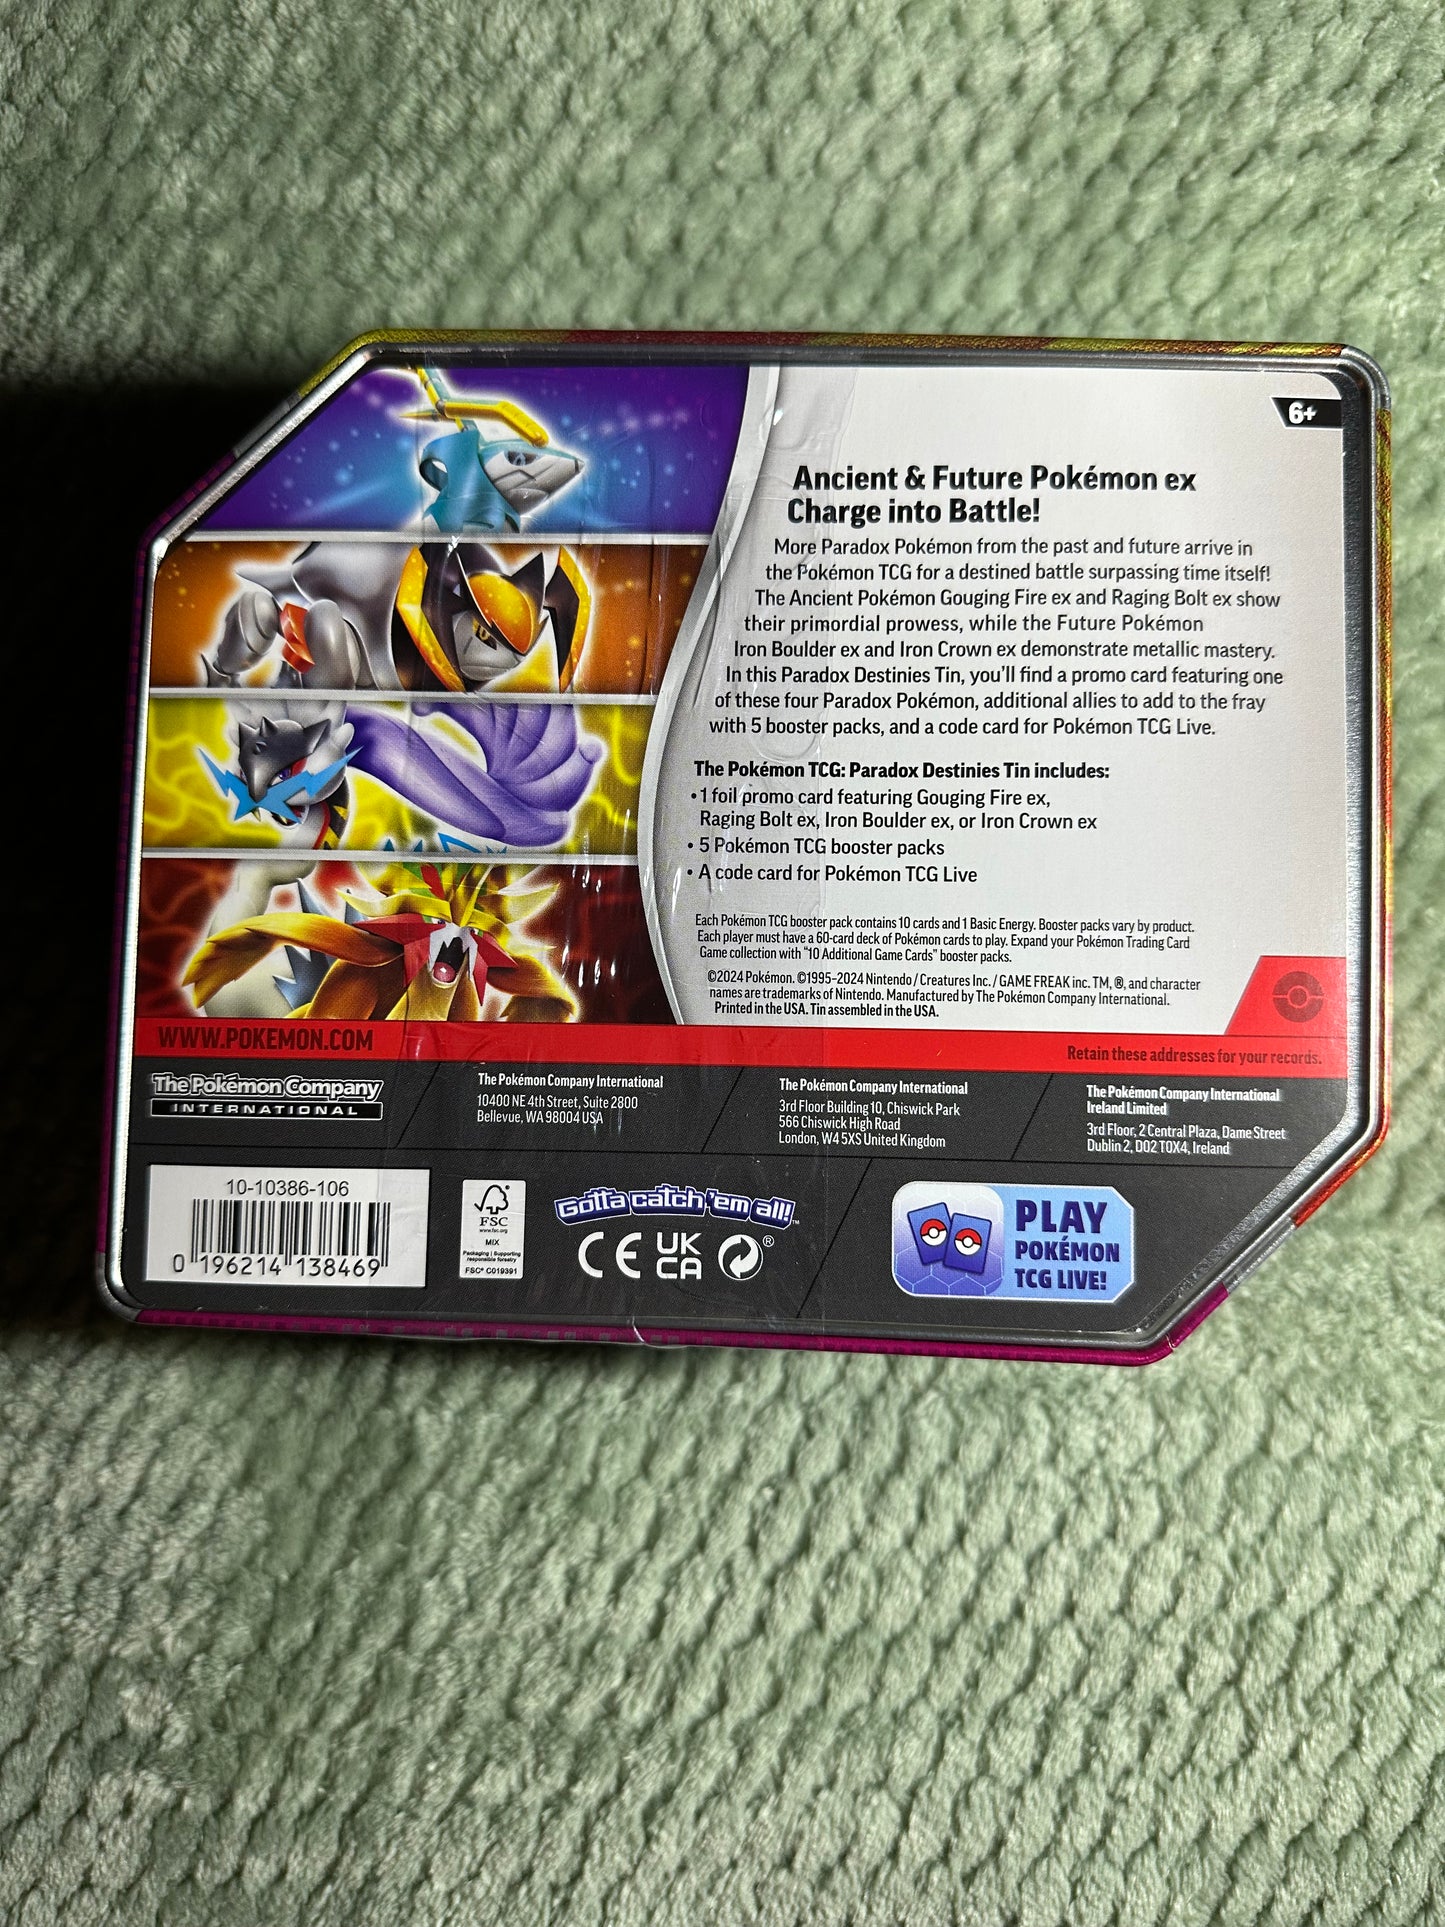 6+
Ancient & Future Pokémon ex
Charge into Battle!
More Paradox Pokémon from the past and future arrive in
the Pokémon TCG for a destined battle surpassing time itself!
The Ancient Pokémon Gouging Fire ex and Raging Bolt ex show
their primordial prowess, while the Future Pokémon
Iron Boulder ex and Iron Crown ex demonstrate metallic mastery.
In this Paradox Destinies Tin, you'll find a promo card featuring one
of these four Paradox Pokémon, additional allies to add to the fray
with 5 booster packs, and a code card for Pokémon TCG Live.
The Pokémon TCG: Paradox Destinies Tin includes:
• 1 foil promo card featuring Gouging Fire ex,
Raging Bolt ex, Iron Boulder ex, or Iron Crown ex
• 5 Pokémon TCG booster packs
• A code card for Pokémon TCG Live
Each Pokémon TCG booster pack contains 10 cards and 1 Basic Energy. Booster packs vary by product.
Each player must have a 60-card deck of Pokémon cards to play. Expand your Pokémon Trading Card
Game collection with "10 Additional Game Cards" booster packs.
©2024 Pokémon. ©1995–2024 Nintendo / Creatures Inc. / GAME FREAK inc. TM, ®, and character
names are trademarks of Nintendo. Manufactured by The Pokémon Company International.
Printed in the USA. Tin assembled in the USA.
WWW.POKEMON.COM
Retain these addresses for your records.
The Pokémon Company
INTERNATIONAL
The Pokémon Company International
10400 NE 4th Street, Suite 2800
Bellevue, WA 98004 USA
The Pokémon Company International
3rd Floor Building 10, Chiswick Park
566 Chiswick High Road
London, W4 5XS United Kingdom
The Pokémon Company International
Ireland Limited
3rd Floor, 2 Central Plaza, Dame Street
Dublin 2, D02 T0X4, Ireland
10-10386-106
0 196214 138469
FSC
www.fsc.org
MIX
Packaging | Supporting
responsible forestry
FSC® C019391
Gotta catch 'em all!™
CE UK
CA ®
PLAY
POKÉMON
TCG LIVE!